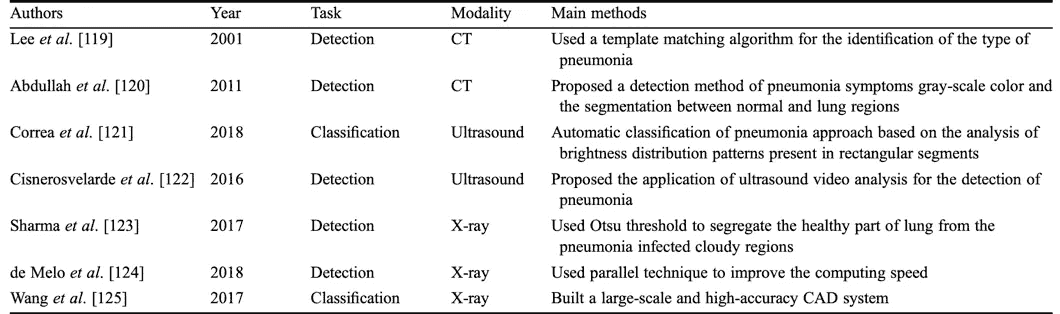 Authors Year Task Modality Main methods
Lee et al. [119] 2001 Detection CT Used a template matching algorithm for the identification of the type of
pneumonia
Abdullah et al. [120] 2011 Detection CT Proposed a detection method of pneumonia symptoms gray-scale color and
the segmentation between normal and lung regions
Correa et al. [121] 2018 Classification Ultrasound Automatic classification of pneumonia approach based on the analysis of
brightness distribution patterns present in rectangular segments
Cisnerosvelarde et al. [122] 2016 Detection Ultrasound Proposed the application of ultrasound video analysis for the detection of
pneumonia
Sharma et al. [123] 2017 Detection X-ray Used Otsu threshold to segregate the healthy part of lung from the
pneumonia infected cloudy regions
de Melo et al. [124] 2018 Detection X-ray Used parallel technique to improve the computing speed
Wang et al. [125] 2017 Classification X-ray Built a large-scale and high-accuracy CAD system